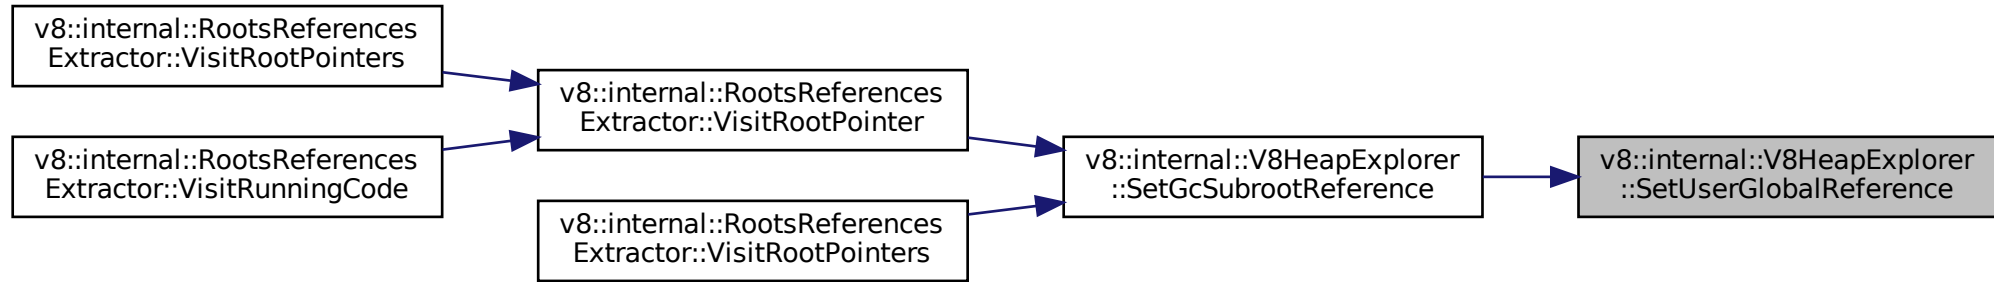 v8::internal::RootsReferences
Extractor::VisitRootPointers
v8::internal::RootsReferences
Extractor::VisitRunningCode
v8::internal::RootsReferences
Extractor::VisitRootPointer
v8::internal::RootsReferences
Extractor::VisitRootPointers
v8::internal::V8HeapExplorer
::SetGcSubrootReference
v8::internal::V8HeapExplorer
::SetUserGlobalReference